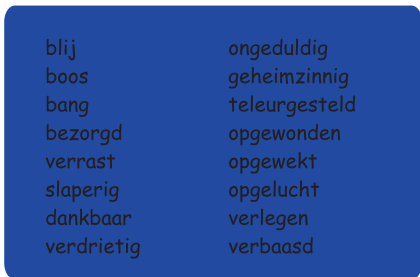 blij
boos
bang
bezorgd
verrast
slaperig
dankbaar
verdrietig
ongeduldig
geheimzinnig
teleurgesteld
opgewonden
opgewekt
opgelucht
verlegen
verbaasd